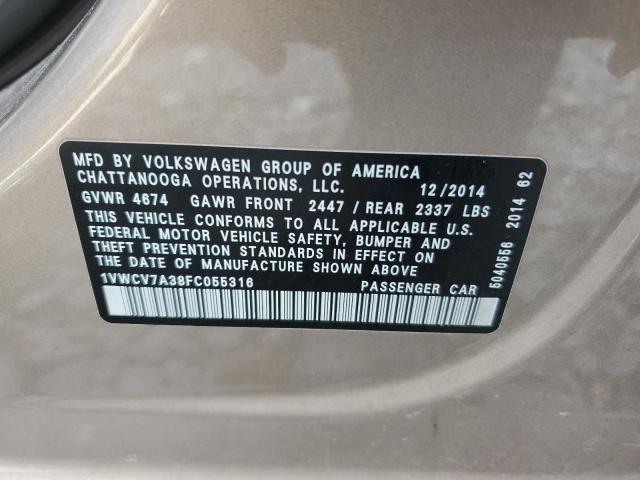 MFD BY VOLKSWAGEN GROUP OF AMERICA
CHATTANOOGA OPERATIONS, LLC. 12/2014
GVWR 4674 GAWR FRONT 2447 / REAR 2337 LBS
THIS VEHICLE CONFORMS TO ALL APPLICABLE U.S.
FEDERAL MOTOR VEHICLE SAFETY, BUMPER AND
THEFT PREVENTION STANDARDS IN EFFECT ON
THE DATE OF MANUFACTURE SHOWN ABOVE
1VWCV7A38FC055316 PASSENGER CAR
5040556 2014 62